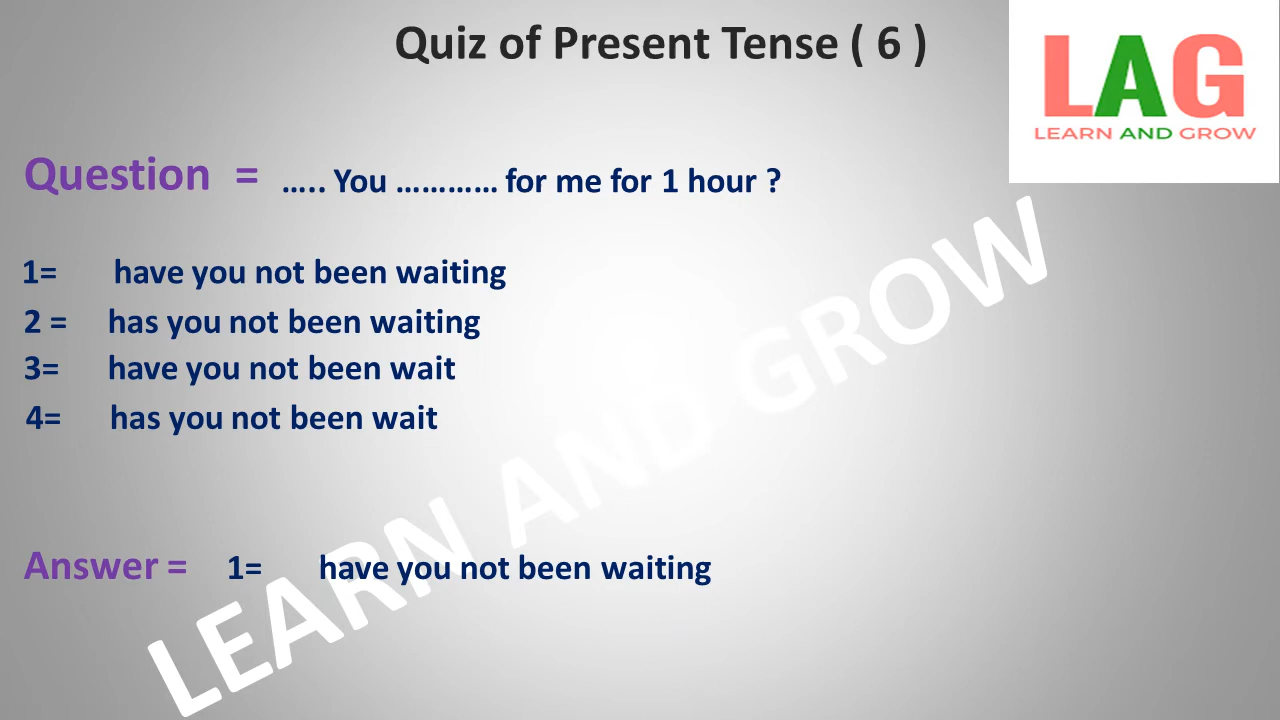 Quiz of Present Tense ( 6 )
LAG
LEARN AND GROW
Question = ..... You ………… for me for 1 hour ?
1= have you not been waiting
2 = has you not been waiting
3= have you not been wait
4= has you not been wait
Answer = 1= have you not been waiting
LEARN AND GROW